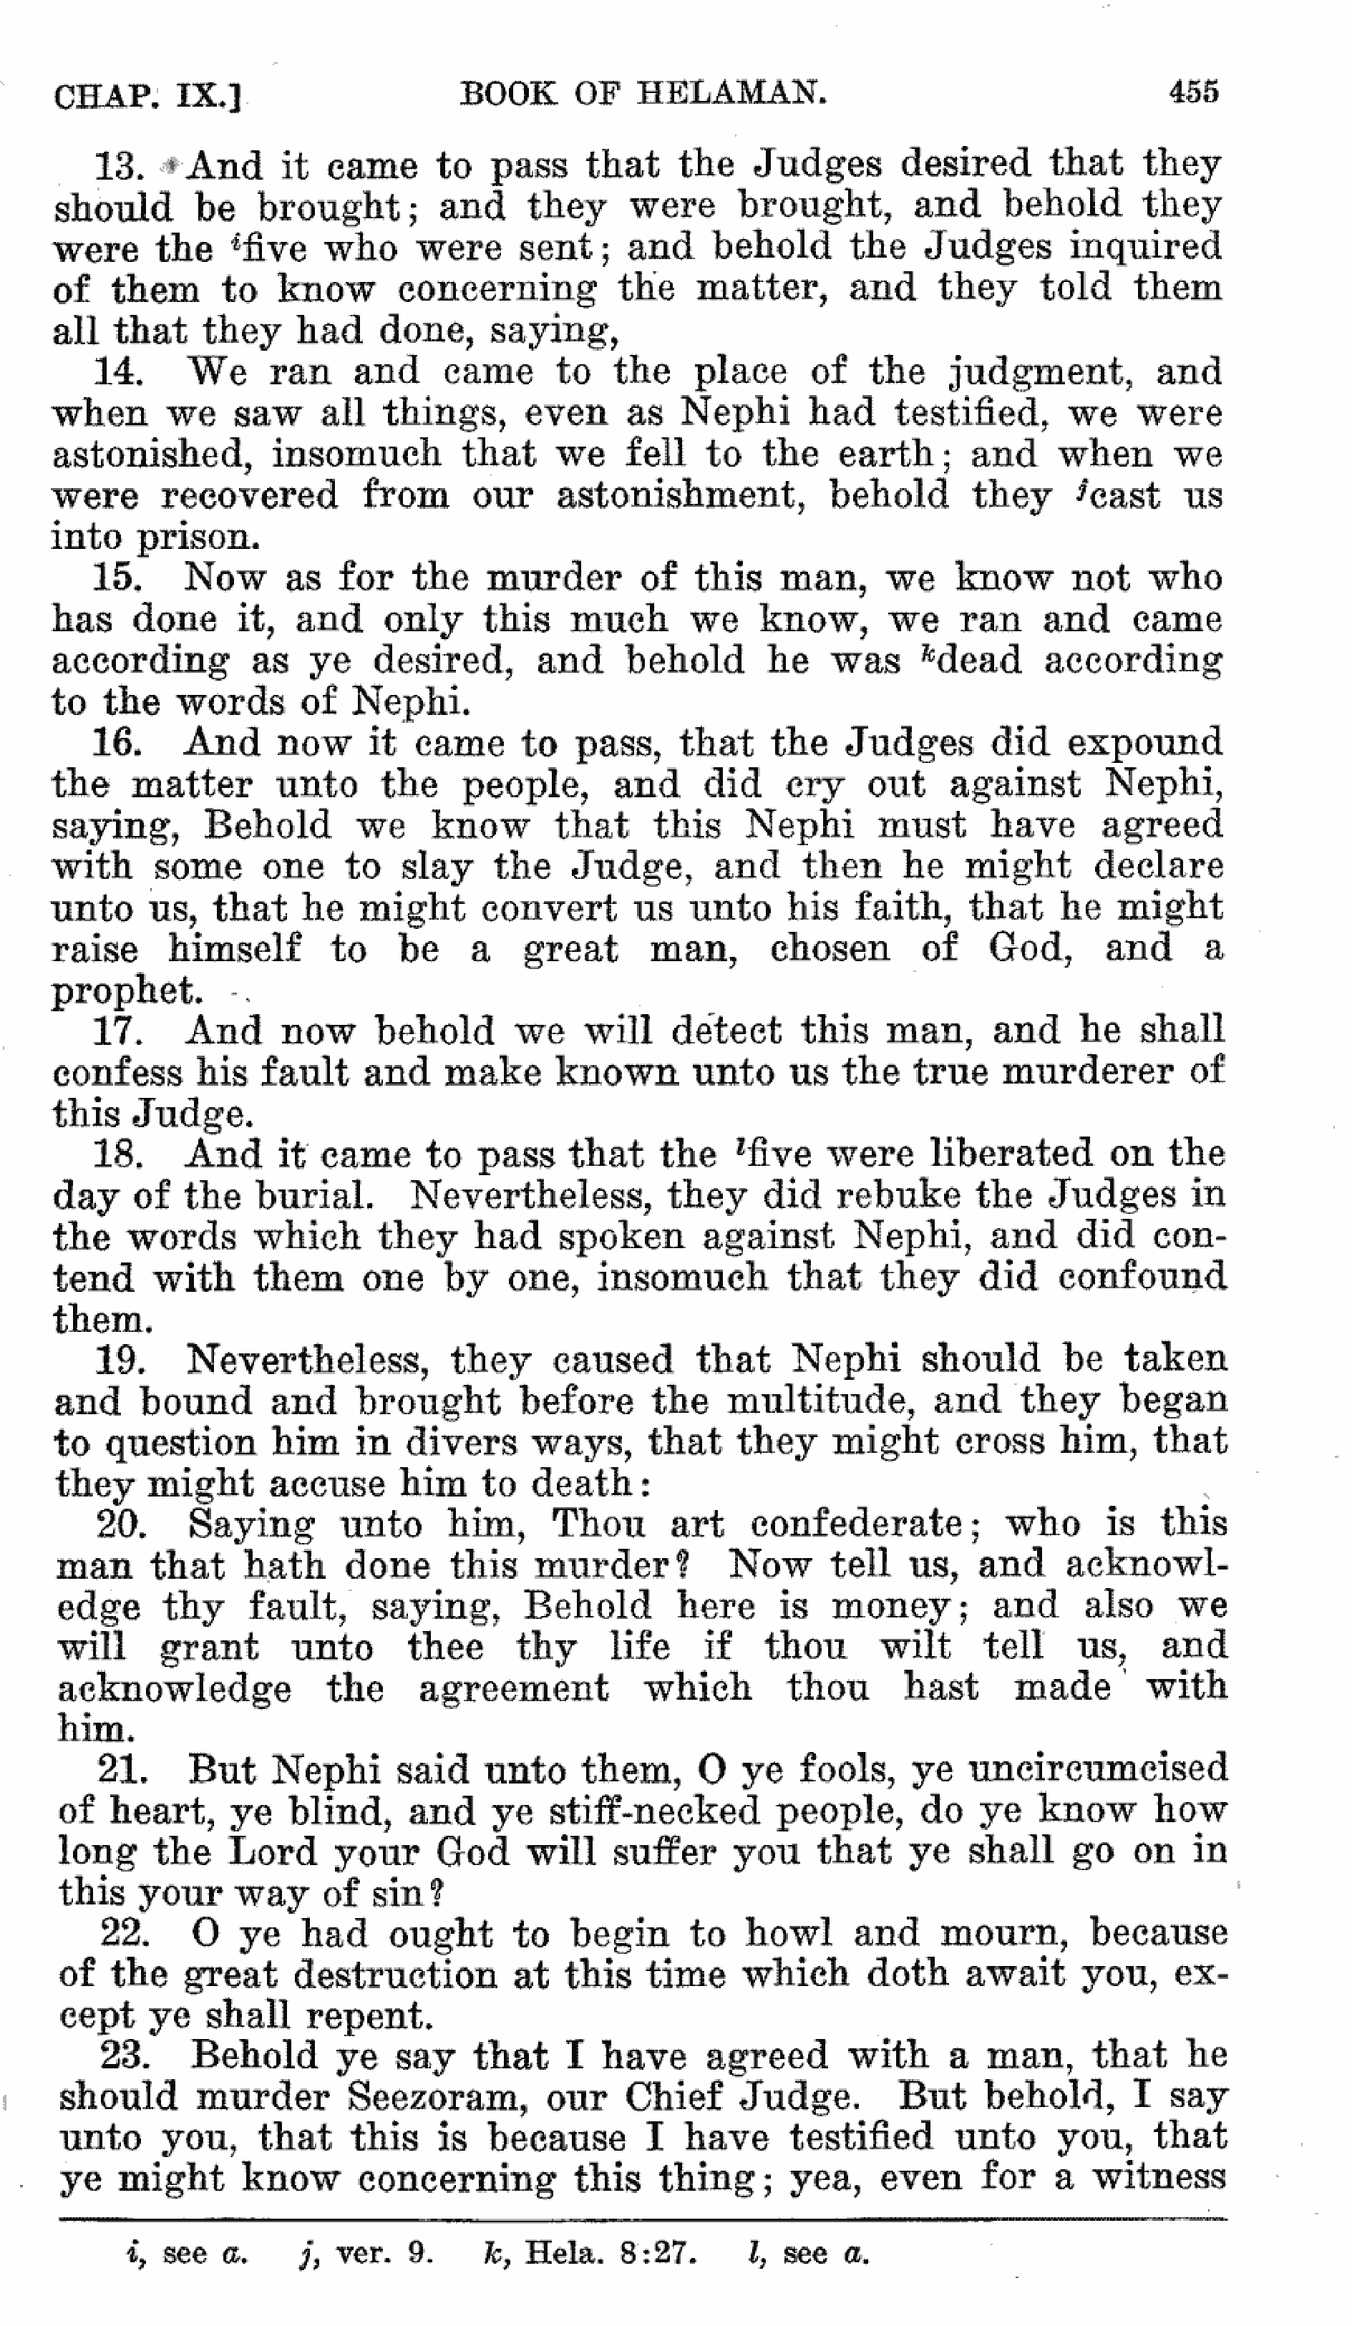 CHAP. IX.] BOOK OF HELAMAN. 455
13. *And it came to pass that the Judges desired that they
should be brought; and they were brought, and behold they
were the ifive who were sent; and behold the Judges inquired
of them to know concerning the matter, and they told them
all that they had done, saying,
14. We ran and came to the place of the judgment, and
when we saw all things, even as Nephi had testified, we were
astonished, insomuch that we fell to the earth; and when we
were recovered from our astonishment, behold they jcast us
into prison.
15. Now as for the murder of this man, we know not who
has done it, and only this much we know, we ran and came
according as ye desired, and behold he was kdead according
to the words of Nephi.
16. And now it came to pass, that the Judges did expound
the matter unto the people, and did cry out against Nephi,
saying, Behold we know that this Nephi must have agreed
with some one to slay the Judge, and then he might declare
unto us, that he might convert us unto his faith, that he might
raise himself to be a great man, chosen of God, and a
prophet.
17. And now behold we will detect this man, and he shall
confess his fault and make known unto us the true murderer of
this Judge.
18. And it came to pass that the lfive were liberated on the
day of the burial. Nevertheless, they did rebuke the Judges in
the words which they had spoken against Nephi, and did con-
tend with them one by one, insomuch that they did confound
them.
19. Nevertheless, they caused that Nephi should be taken
and bound and brought before the multitude, and they began
to question him in divers ways, that they might cross him, that
they might accuse him to death:
20. Saying unto him, Thou art confederate; who is this
man that hath done this murder? Now tell us, and acknowl-
edge thy fault, saying, Behold here is money; and also we
will grant unto thee thy life if thou wilt tell us, and
acknowledge the agreement which thou hast made with
him.
21. But Nephi said unto them, O ye fools, ye uncircumcised
of heart, ye blind, and ye stiff-necked people, do ye know how
long the Lord your God will suffer you that ye shall go on in
this your way of sin?
22. O ye had ought to begin to howl and mourn, because
of the great destruction at this time which doth await you, ex-
cept ye shall repent.
23. Behold ye say that I have agreed with a man, that he
should murder Seezoram, our Chief Judge. But behold, I say
unto you, that this is because I have testified unto you, that
ye might know concerning this thing; yea, even for a witness
i, see a. j, ver. 9. k, Hela. 8:27. l, see a.